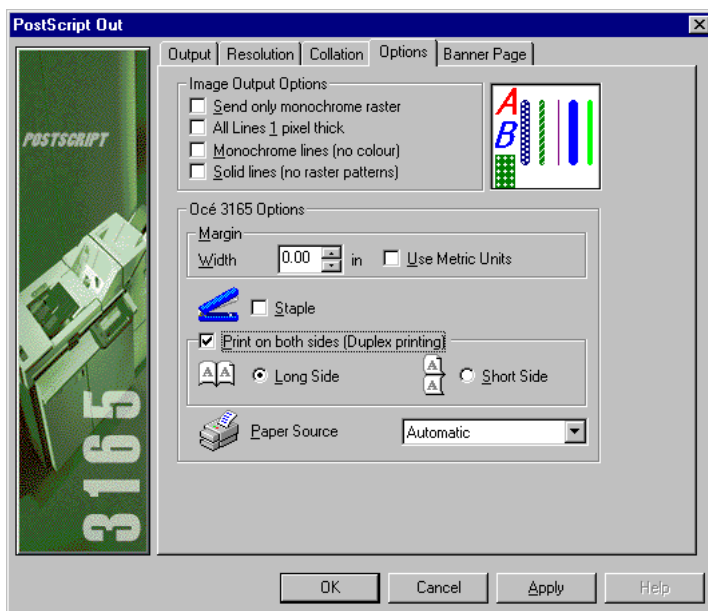 PostScript Out
Output Resolution Collation Options Banner Page
POSTSCRIPT
3165
Image Output Options
Send only monochrome raster
All Lines 1 pixel thick
Monochrome lines (no colour)
Solid lines (no raster patterns)
A
B
Océ 3165 Options
Margin
Width 0.00 in Use Metric Units
Staple
Print on both sides (Duplex printing)
A A Long Side A A Short Side
Paper Source Automatic
OK Cancel Apply Help